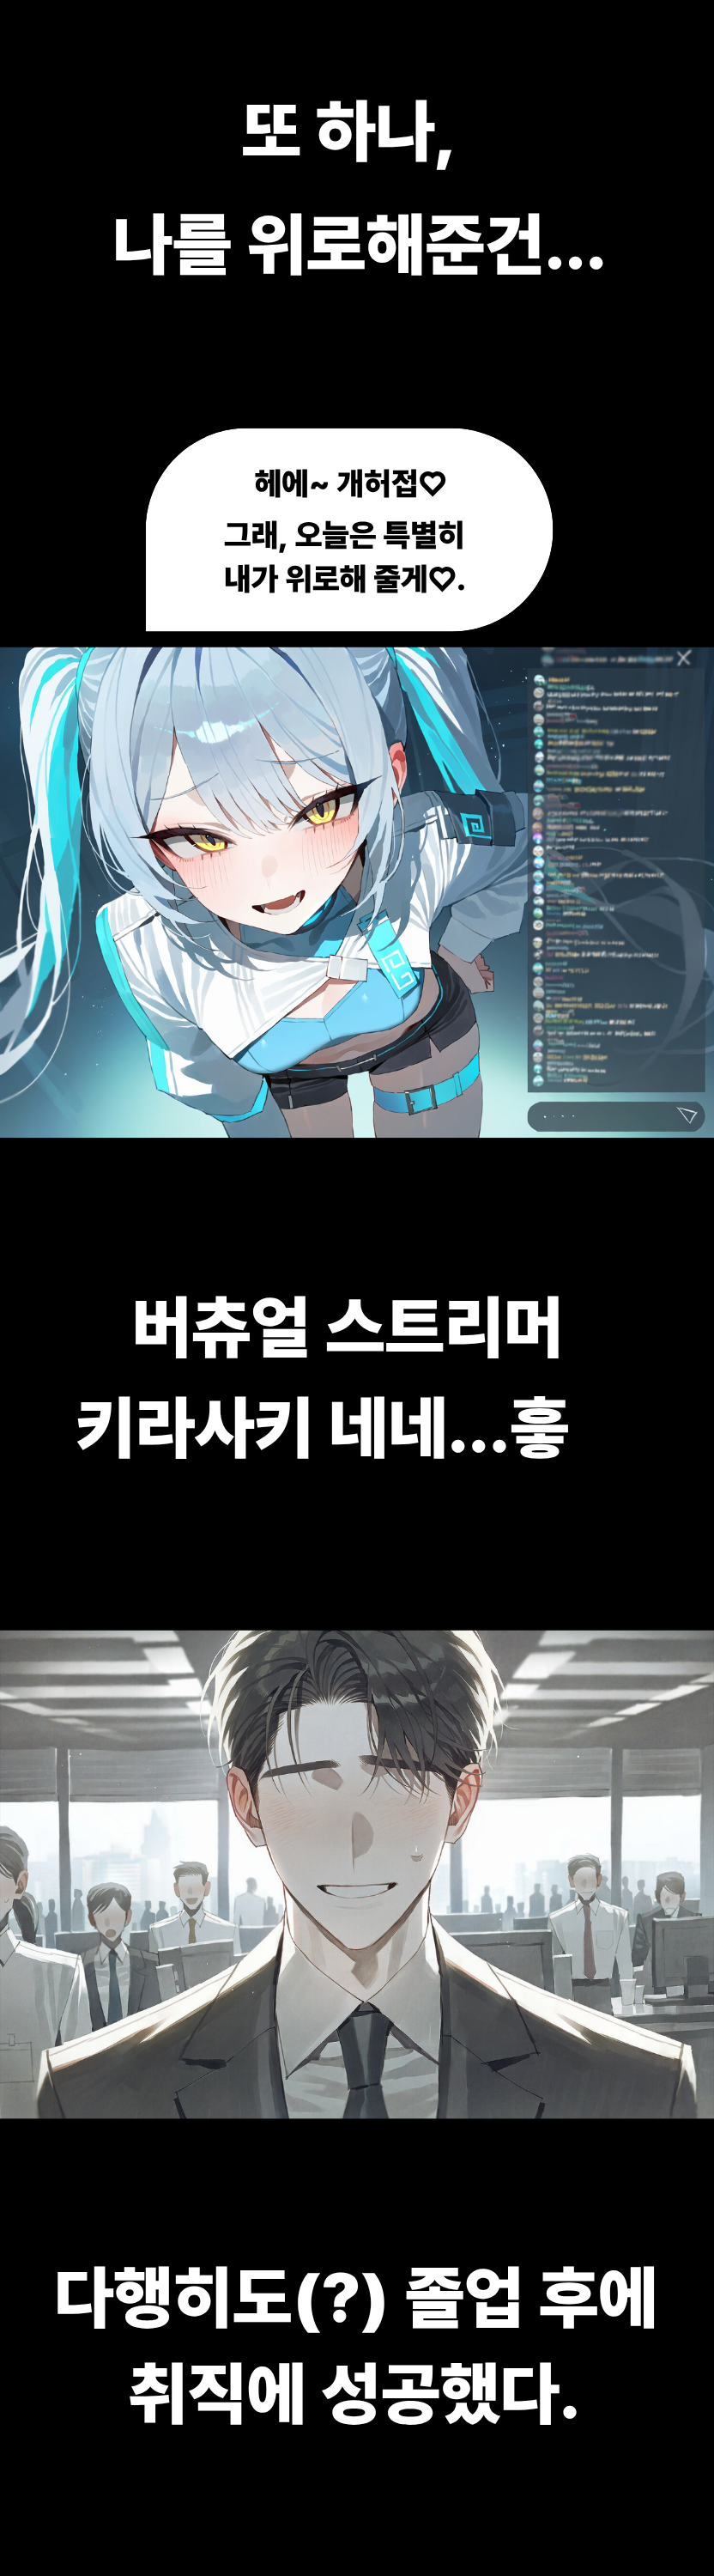 또 하나,
나를 위로해준건...
헤에~ 개허접♡
그래, 오늘은 특별히
내가 위로해 줄게♡.
버츄얼 스트리머
키라사키 네네...흫
다행히도(?) 졸업 후에
취직에 성공했다.